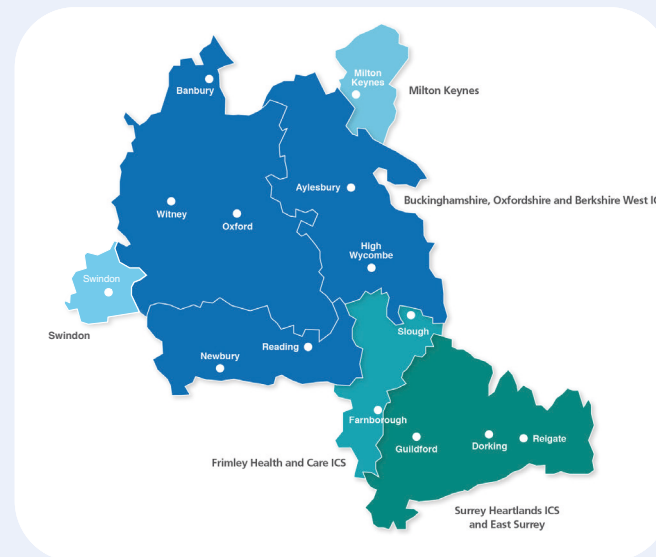 Milton
Keynes
Banbury
Milton Keynes
Aylesbury
Buckinghamshire, Oxfordshire and Berkshire West IC
Witney
Oxford
High
Wycombe
Swindon
Swindon
Slough
Reading
Newbury
Farnborough
Guildford
Dorking
Reigate
Frimley Health and Care ICS
Surrey Heartlands ICS
and East Surrey